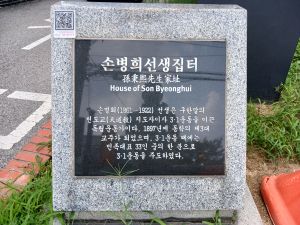 손병희선생집터
孫秉熙先生家址
House of Son Byeonghui
손병희(1861~1922) 선생은 구한말의
천도교(天道教) 지도자이자 3·1운동을 이끈
독립운동가이다. 1897년에 동학의 제3대
교주가 되었으며, 3·1운동 때에는
민족대표 33인 중의 한 분으로
3·1운동을 주도하였다.